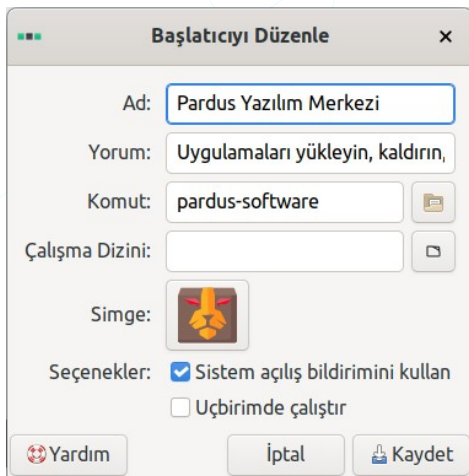 Başlatıcıyı Düzenle
Ad: Pardus Yazılım Merkezi
Yorum: Uygulamaları yükleyin, kaldırın,
Komut: pardus-software
Çalışma Dizini:
Simge:
Seçenekler: Sistem açılış bildirimini kullan
Uçbirimde çalıştır
Yardım İptal Kaydet